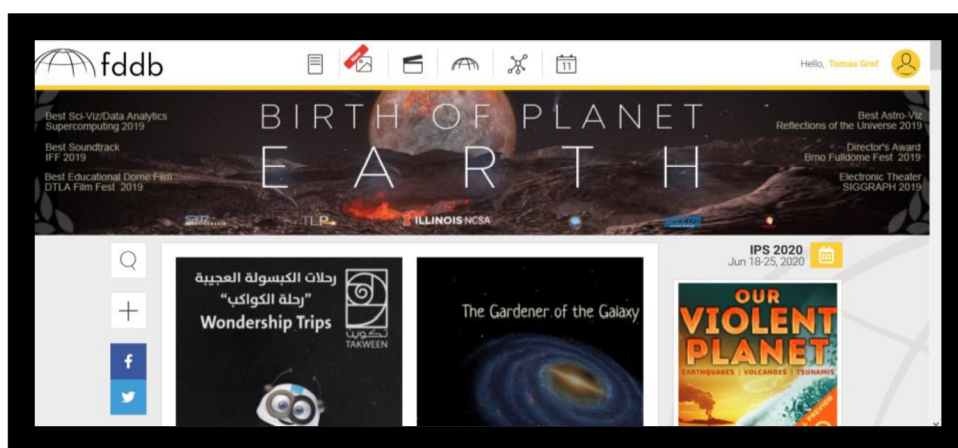 fddb
NEW
11
Hello, Tomas Graf
Best Sci-Viz/Data Analytics
Supercomputing 2019
Best Soundtrack
IFF 2019
Best Educational Dome Film
DTLA Film Fest 2019
BIRTH OF PLANET
EARTH
Best Astro-Viz
Reflections of the Universe 2019
Director's Award
Brno Fulldome Fest 2019
Electronic Theater
SIGGRAPH 2019
TLP
ILLINOIS NCSA
رحلات الكبسولة العجيبة
“رحلة الكواكب”
Wondership Trips
تكوين
TAKWEEN
The Gardener of the Galaxy
IPS 2020
Jun 18-25, 2020
OUR
VIOLENT
PLANET
EARTHQUAKES | VOLCANOES | TSUNAMIS
PREVIEW